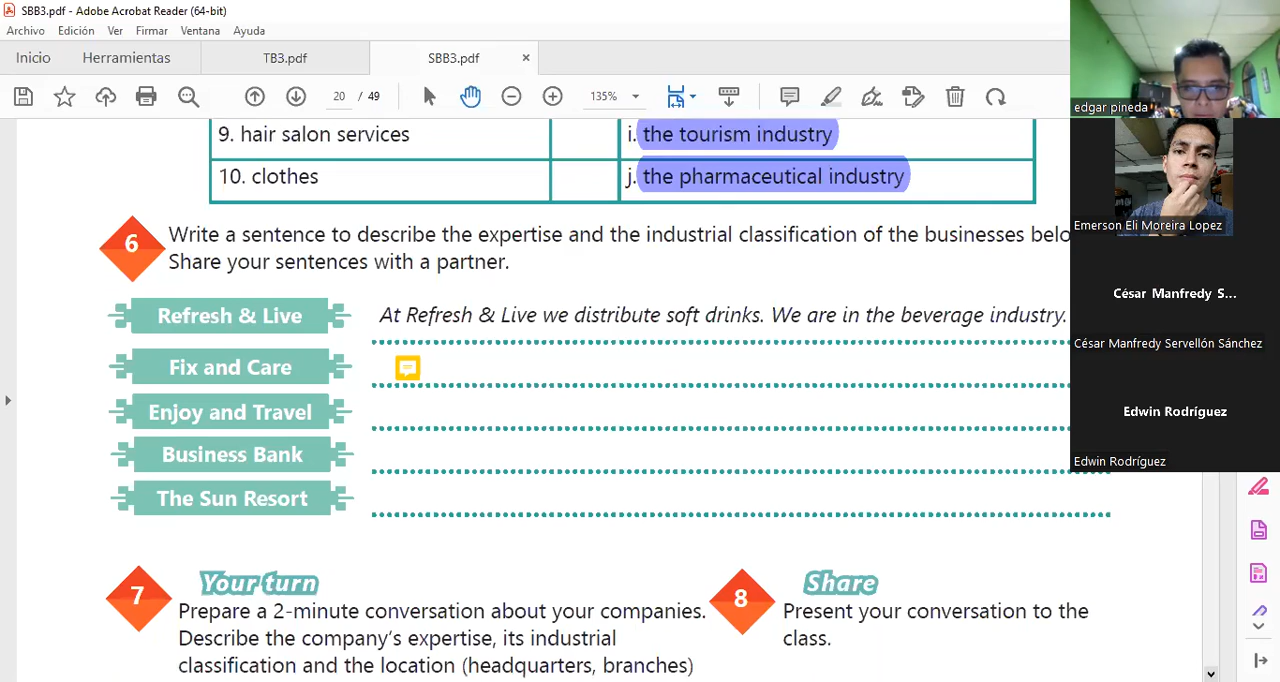 SBB3.pdf - Adobe Acrobat Reader (64-bit)
Archivo Edición Ver Firmar Ventana Ayuda
Inicio Herramientas TB3.pdf SBB3.pdf ×
20 / 49 135%
9. hair salon services i. the tourism industry
10. clothes j. the pharmaceutical industry
6 Write a sentence to describe the expertise and the industrial classification of the businesses belo
Share your sentences with a partner.
Refresh & Live At Refresh & Live we distribute soft drinks. We are in the beverage industry.
Fix and Care
Enjoy and Travel
Business Bank
The Sun Resort
7 Your turn
Prepare a 2-minute conversation about your companies.
Describe the company's expertise, its industrial
classification and the location (headquarters, branches)
8 Share
Present your conversation to the
class.
edgar pineda
Emerson Eli Moreira Lopez
César Manfredy S...
César Manfredy Servellón Sánchez
Edwin Rodríguez
Edwin Rodríguez